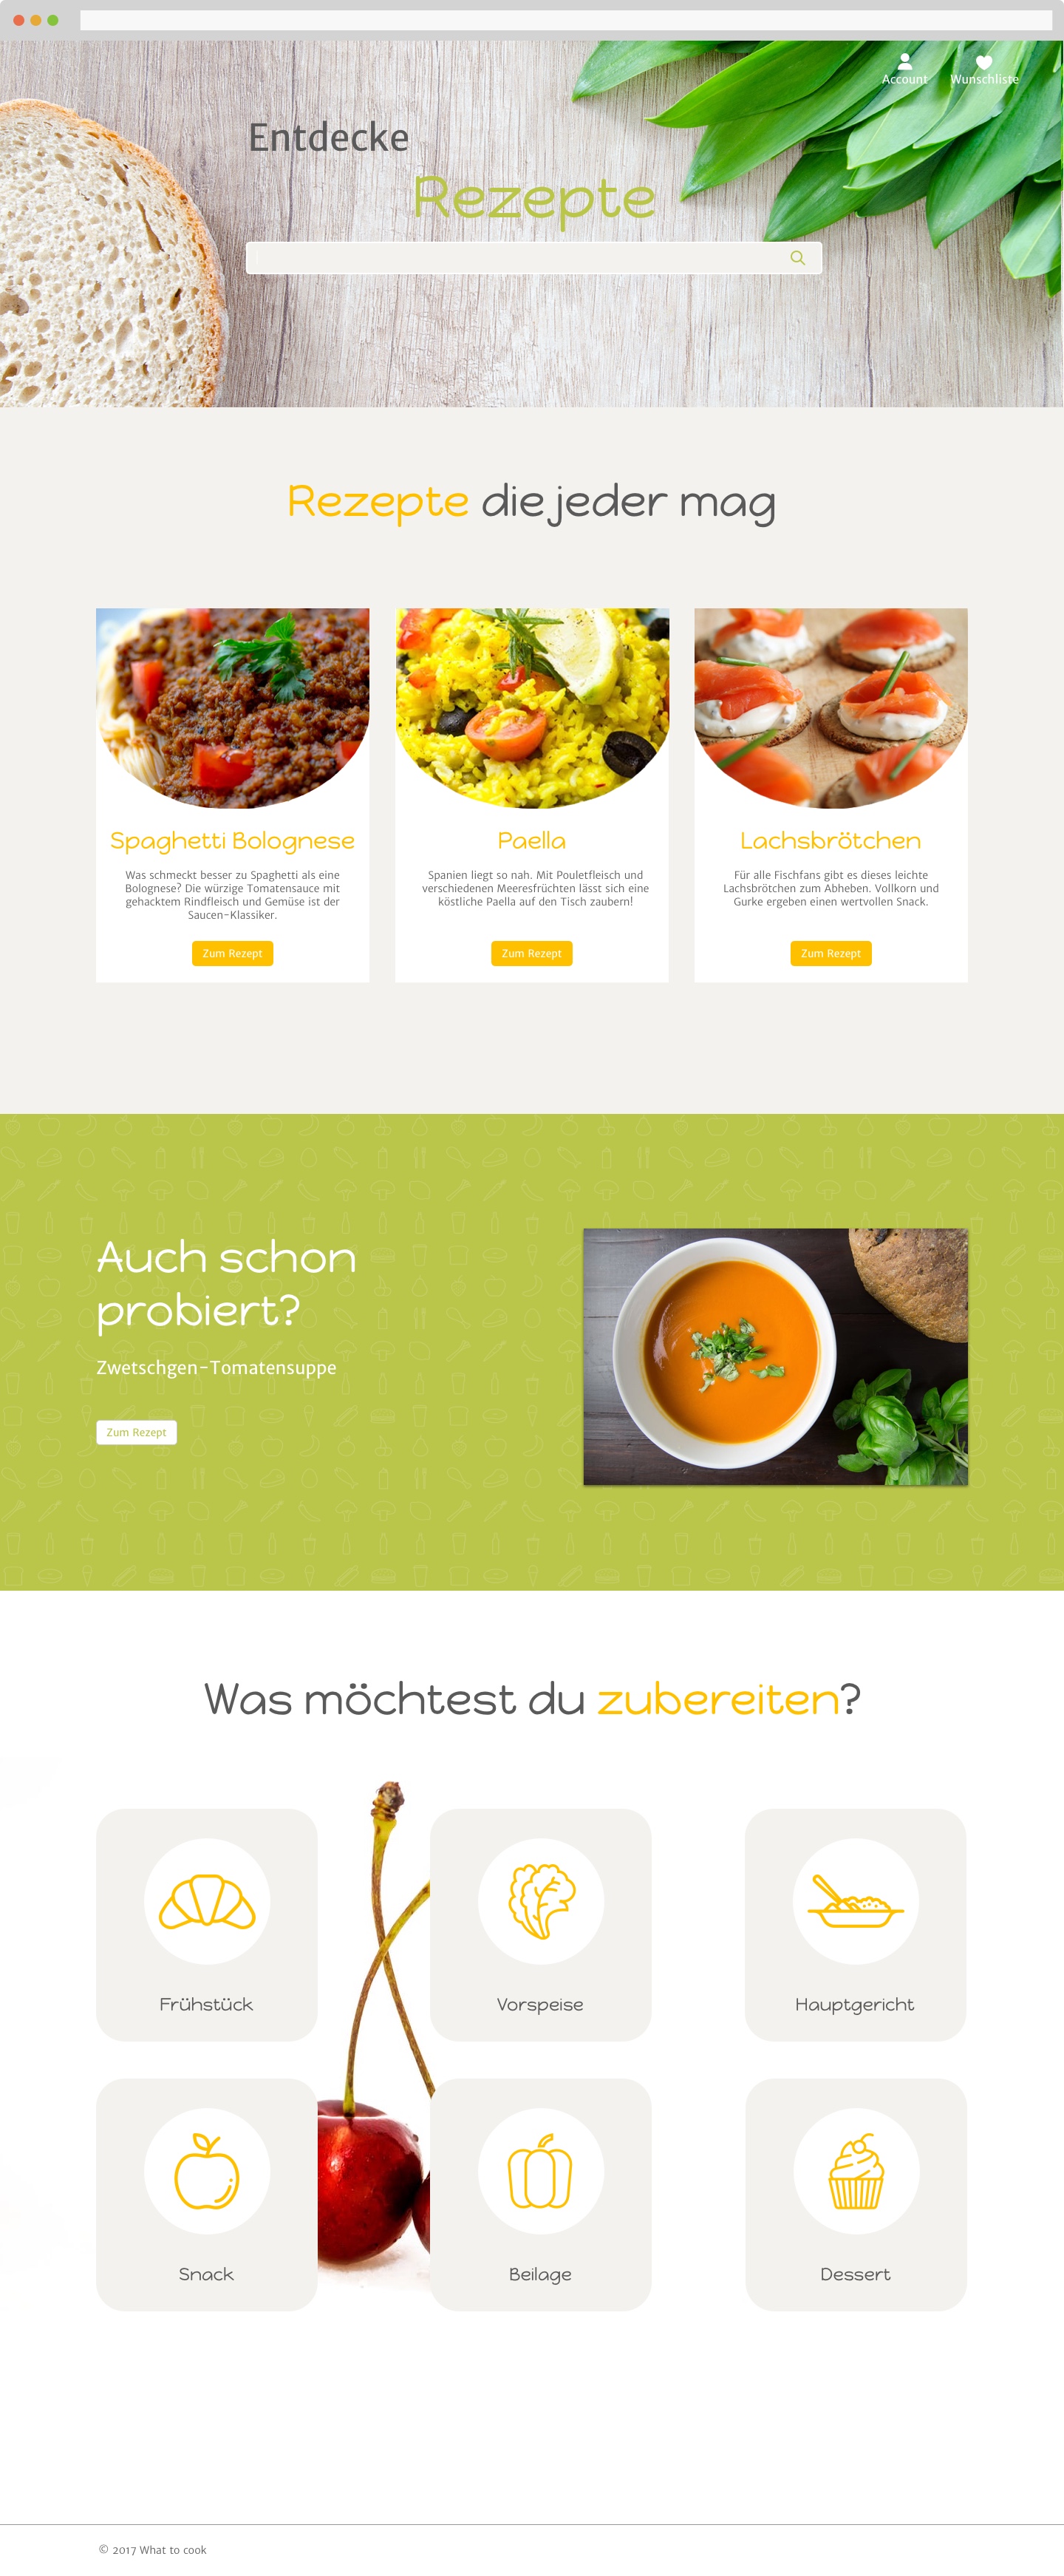 Account
Wunschliste
Entdecke
Rezepte
Rezepte die jeder mag
Spaghetti Bolognese
Was schmeckt besser zu Spaghetti als eine
Bolognese? Die würzige Tomatensauce mit
gehacktem Rindfleisch und Gemüse ist der
Saucen-Klassiker.
Zum Rezept
Paella
Spanien liegt so nah. Mit Pouletfleisch und
verschiedenen Meeresfrüchten lässt sich eine
köstliche Paella auf den Tisch zaubern!
Zum Rezept
Lachsbrötchen
Für alle Fischfans gibt es dieses leichte
Lachsbrötchen zum Abheben. Vollkorn und
Gurke ergeben einen wertvollen Snack.
Zum Rezept
Auch schon
probiert?
Zwetschgen-Tomatensuppe
Zum Rezept
Was möchtest du zubereiten?
Frühstück
Vorspeise
Hauptgericht
Snack
Beilage
Dessert
© 2017 What to cook